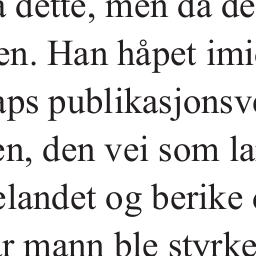 dette, men da de
en. Han håpet imi
aps publikasjonsv
en, den vei som la
elandet og berike
ar mann ble styrke